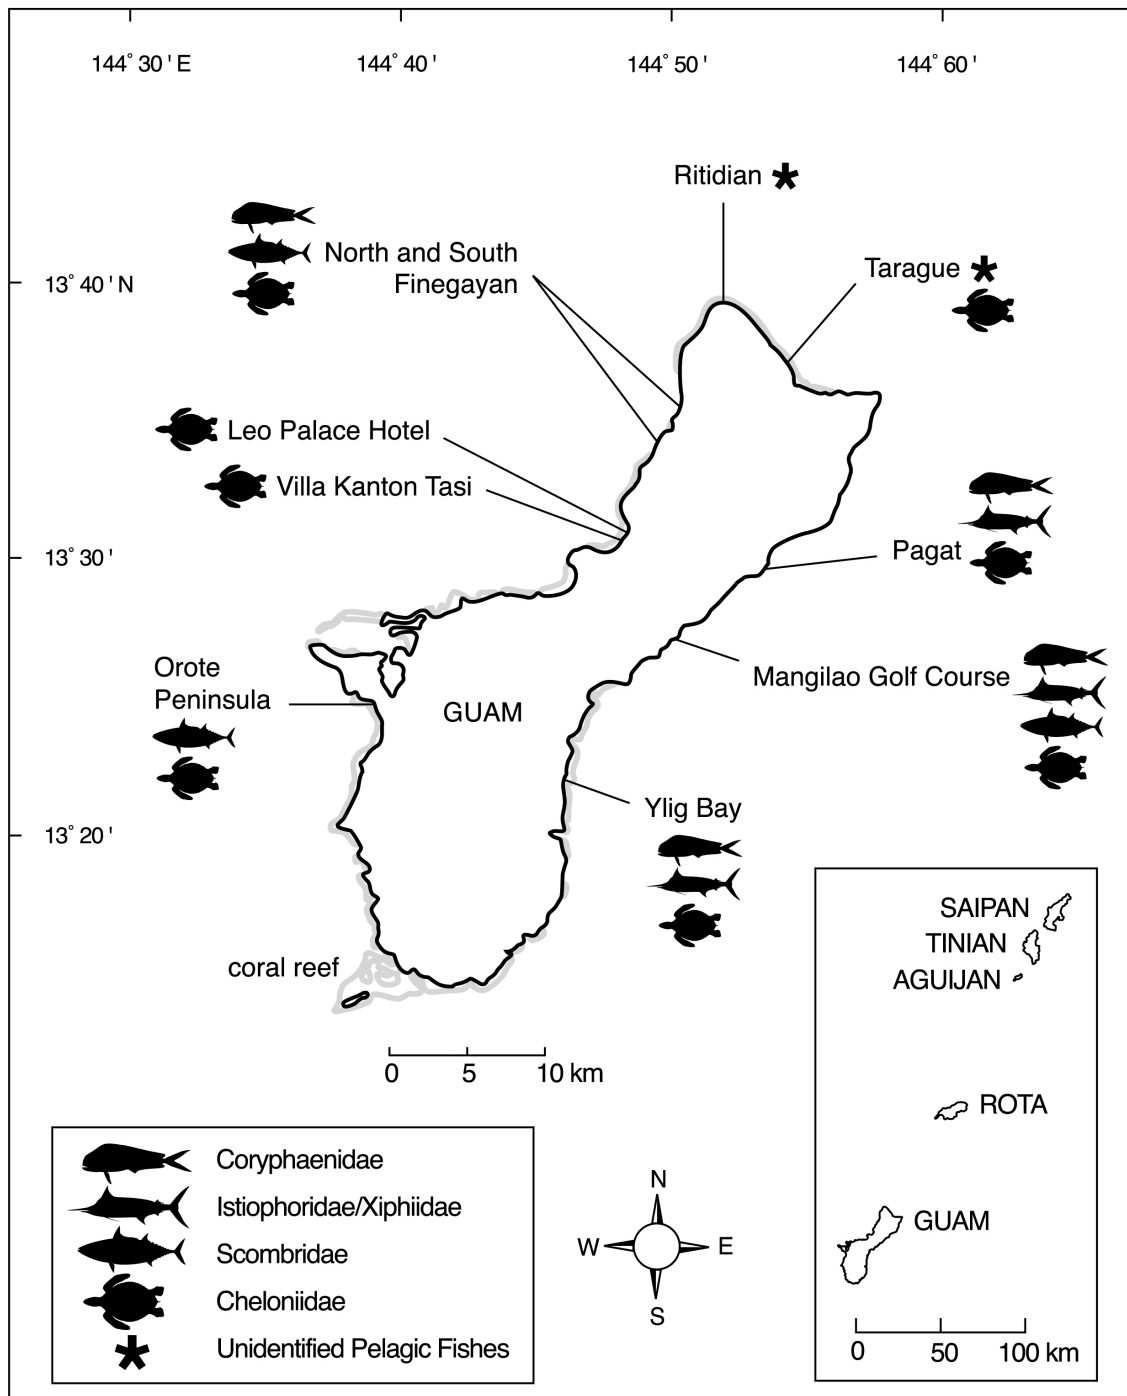 144° 30 ' E
144° 40 '
144° 50 '
144° 60 '
Ritidian *
North and South
Finegayan
Tarague *
13° 40 ' N
Leo Palace Hotel
Villa Kanton Tasi
13° 30 '
Pagat
Orote
Peninsula
Mangilao Golf Course
GUAM
Ylig Bay
13° 20 '
coral reef
0 5 10 km
SAIPAN
TINIAN
AGUIJAN
ROTA
GUAM
0 50 100 km
Coryphaenidae
Istiophoridae/Xiphiidae
Scombridae
Cheloniidae
* Unidentified Pelagic Fishes
N
W E
S